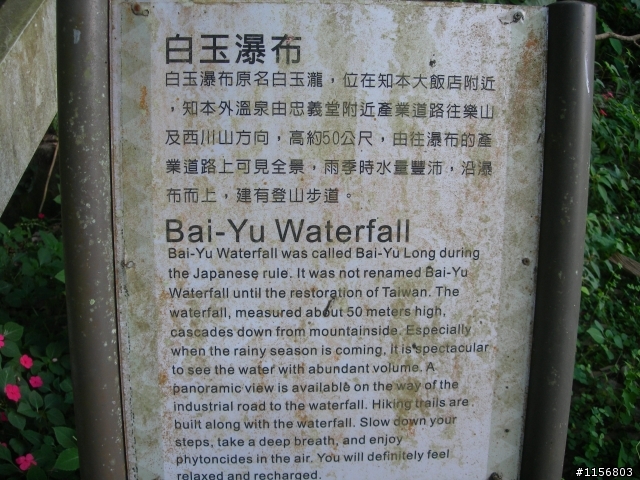 白玉瀑布
白玉瀑布原名白玉瀧，位在知本大飯店附近
，知本外溫泉由忠義堂附近產業道路往樂山
及西川山方向，高約50公尺，由往瀑布的產
業道路上可見全景，雨季時水量豐沛，沿瀑
布而上，建有登山步道。
Bai-Yu Waterfall
Bai-Yu Waterfall was called Bai-Yu Long during
the Japanese rule. It was not renamed Bai-Yu
Waterfall until the restoration of Taiwan. The
waterfall, measured about 50 meters high,
cascades down from mountainside. Especially
when the rainy season is coming, it is spectacular
to see the water with abundant volume. A
panoramic view is available on the way of the
industrial road to the waterfall. Hiking trails are
built along with the waterfall. Slow down your
steps, take a deep breath, and enjoy
phytoncides in the air. You will definitely feel
relaxed and recharged.
#1156803